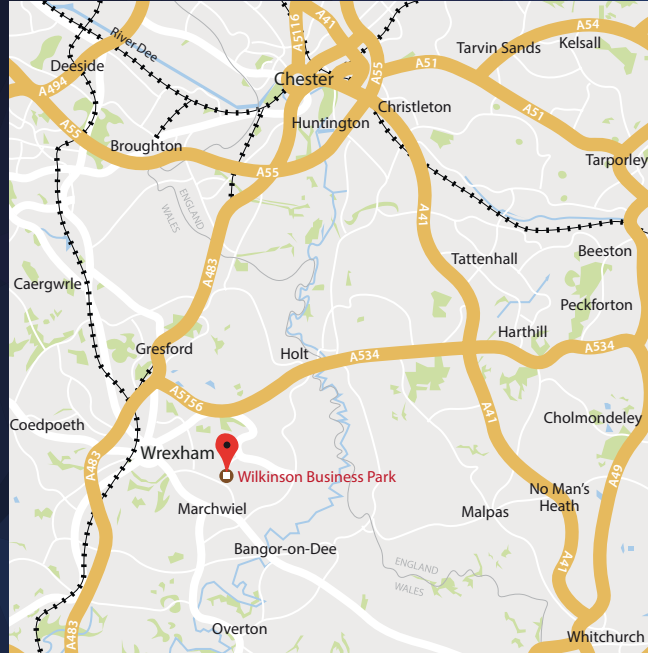 A5116
A41
A54
River Dee
Tarvin Sands
Kelsall
Deeside
A55
A51
Chester
A494
Christleton
A51
Huntington
A55
Broughton
Tarporley
A55
ENGLAND
WALES
A41
Tattenhall
Beeston
A483
Caergwrle
Peckforton
Harthill
Gresford
Holt
A534
A534
A5156
A41
Coedpoeth
Cholmondeley
Wrexham
A483
A49
Wilkinson Business Park
No Man's
Heath
Marchwiel
Malpas
Bangor-on-Dee
ENGLAND
WALES
A41
Overton
A483
Whitchurch